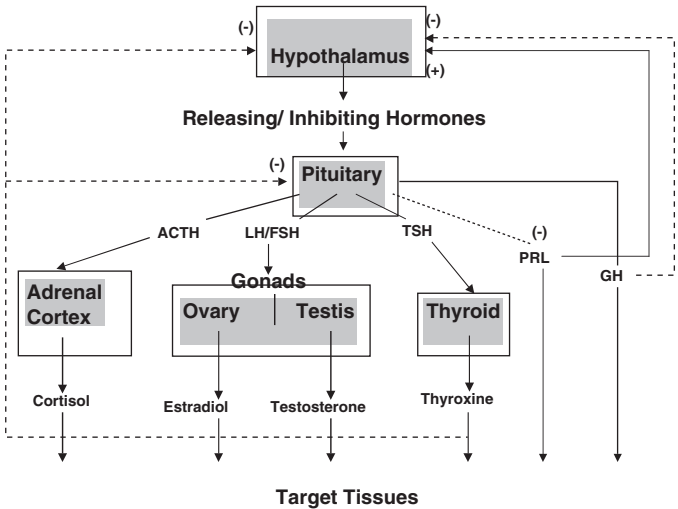 (-)
(-)
Hypothalamus
(+)
Releasing/ Inhibiting Hormones
(-)
Pituitary
ACTH
LH/FSH
TSH
(-)
PRL
GH
Gonads
Adrenal
Cortex
Ovary
Testis
Thyroid
Cortisol
Estradiol
Testosterone
Thyroxine
Target Tissues